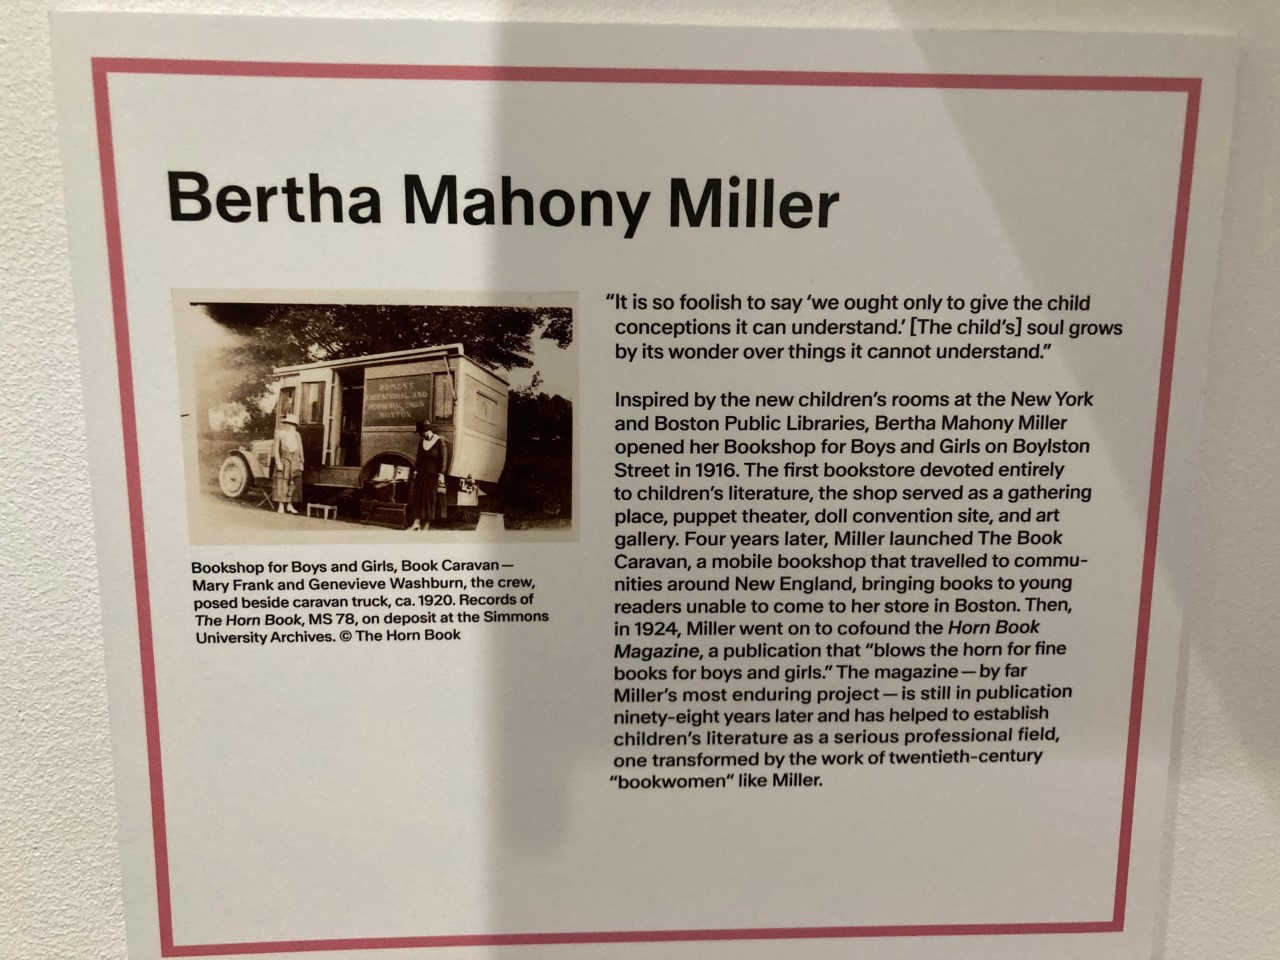 Bertha Mahony Miller
WOMEN'S
EDUCATIONAL AND
INDUSTRIAL UNION
BOSTON
Bookshop for Boys and Girls, Book Caravan—
Mary Frank and Genevieve Washburn, the crew,
posed beside caravan truck, ca. 1920. Records of
The Horn Book, MS 78, on deposit at the Simmons
University Archives. © The Horn Book
“It is so foolish to say ‘we ought only to give the child
conceptions it can understand.’ [The child’s] soul grows
by its wonder over things it cannot understand.”
Inspired by the new children’s rooms at the New York
and Boston Public Libraries, Bertha Mahony Miller
opened her Bookshop for Boys and Girls on Boylston
Street in 1916. The first bookstore devoted entirely
to children’s literature, the shop served as a gathering
place, puppet theater, doll convention site, and art
gallery. Four years later, Miller launched The Book
Caravan, a mobile bookshop that travelled to commu-
nities around New England, bringing books to young
readers unable to come to her store in Boston. Then,
in 1924, Miller went on to cofound the Horn Book
Magazine, a publication that “blows the horn for fine
books for boys and girls.” The magazine—by far
Miller’s most enduring project—is still in publication
ninety-eight years later and has helped to establish
children’s literature as a serious professional field,
one transformed by the work of twentieth-century
“bookwomen” like Miller.